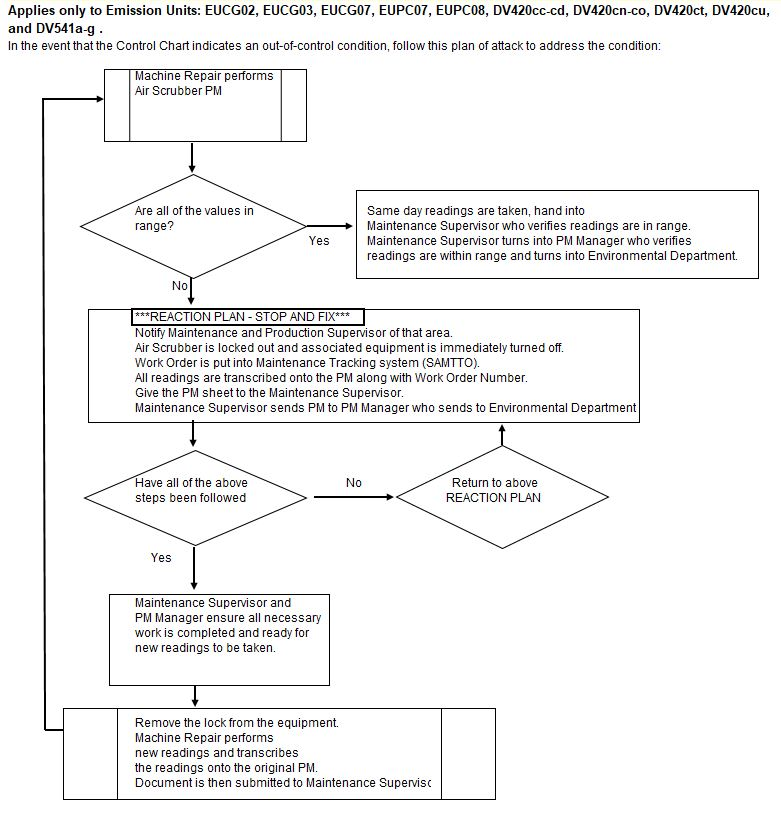 Applies only to Emission Units: EUCG02, EUCG03, EUCG07, EUPC07, EUPC08, DV420cc-cd, DV420cn-co, DV420ct, DV420cu,
and DV541a-g .
In the event that the Control Chart indicates an out-of-control condition, follow this plan of attack to address the condition:
Machine Repair performs
Air Scrubber PM
Are all of the values in
range?
Yes
Same day readings are taken, hand into
Maintenance Supervisor who verifies readings are in range.
Maintenance Supervisor turns into PM Manager who verifies
readings are within range and turns into Environmental Department.
No
***REACTION PLAN - STOP AND FIX***
Notify Maintenance and Production Supervisor of that area.
Air Scrubber is locked out and associated equipment is immediately turned off.
Work Order is put into Maintenance Tracking system (SAMTTO).
All readings are transcribed onto the PM along with Work Order Number.
Give the PM sheet to the Maintenance Supervisor.
Maintenance Supervisor sends PM to PM Manager who sends to Environmental Department
Have all of the above
steps been followed
No
Return to above
REACTION PLAN
Yes
Maintenance Supervisor and
PM Manager ensure all necessary
work is completed and ready for
new readings to be taken.
Remove the lock from the equipment.
Machine Repair performs
new readings and transcribes
the readings onto the original PM.
Document is then submitted to Maintenance Supervisc